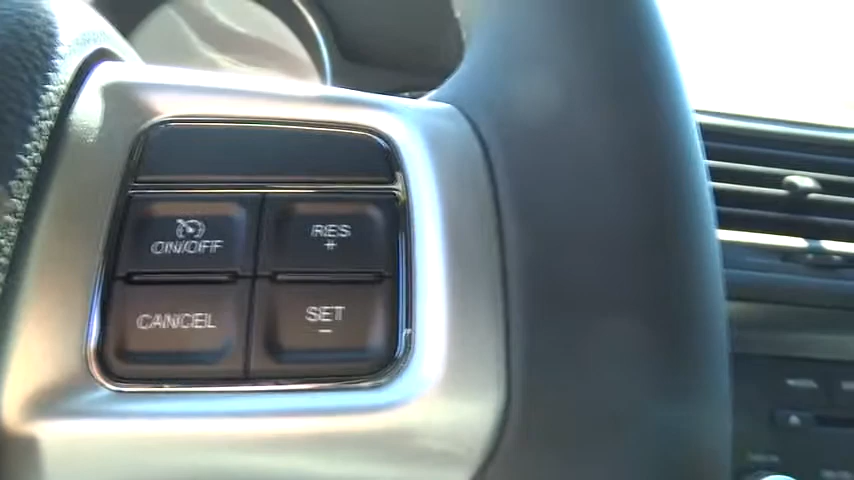 ON/OFF
RES
+
CANCEL
SET
–